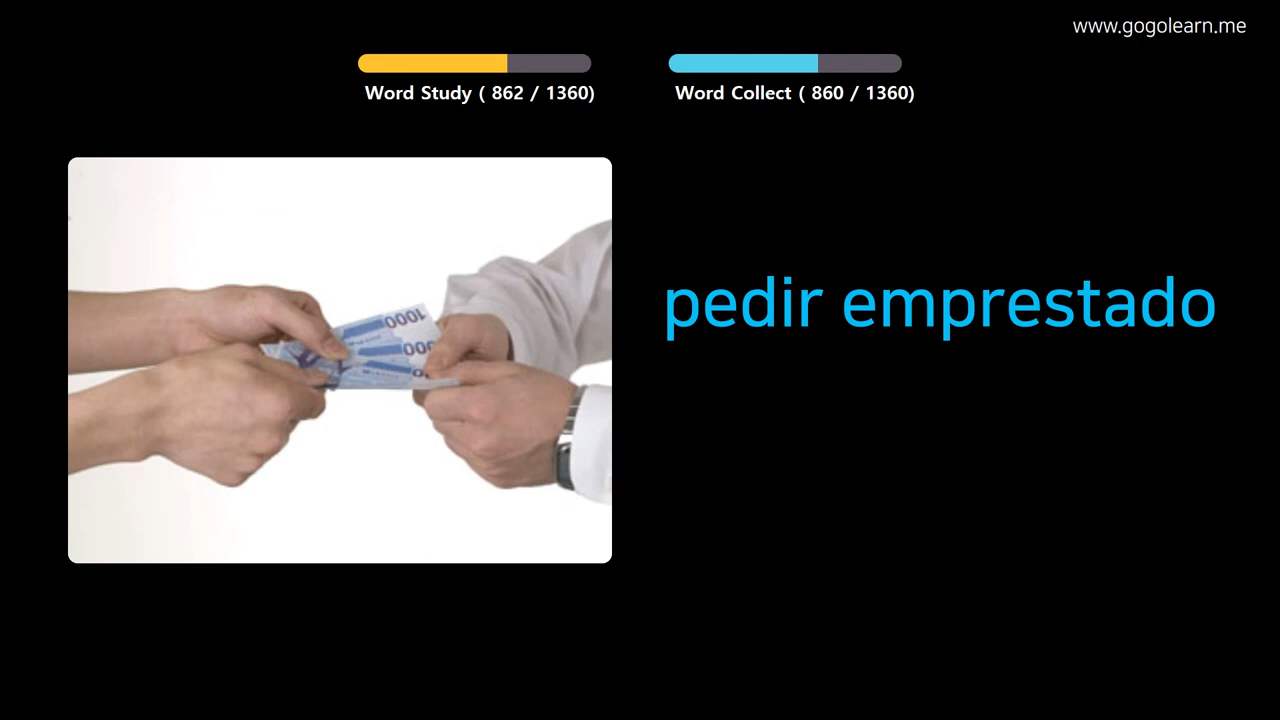 www.gogolearn.me
Word Study ( 862 / 1360)
Word Collect ( 860 / 1360)
pedir emprestado
1000